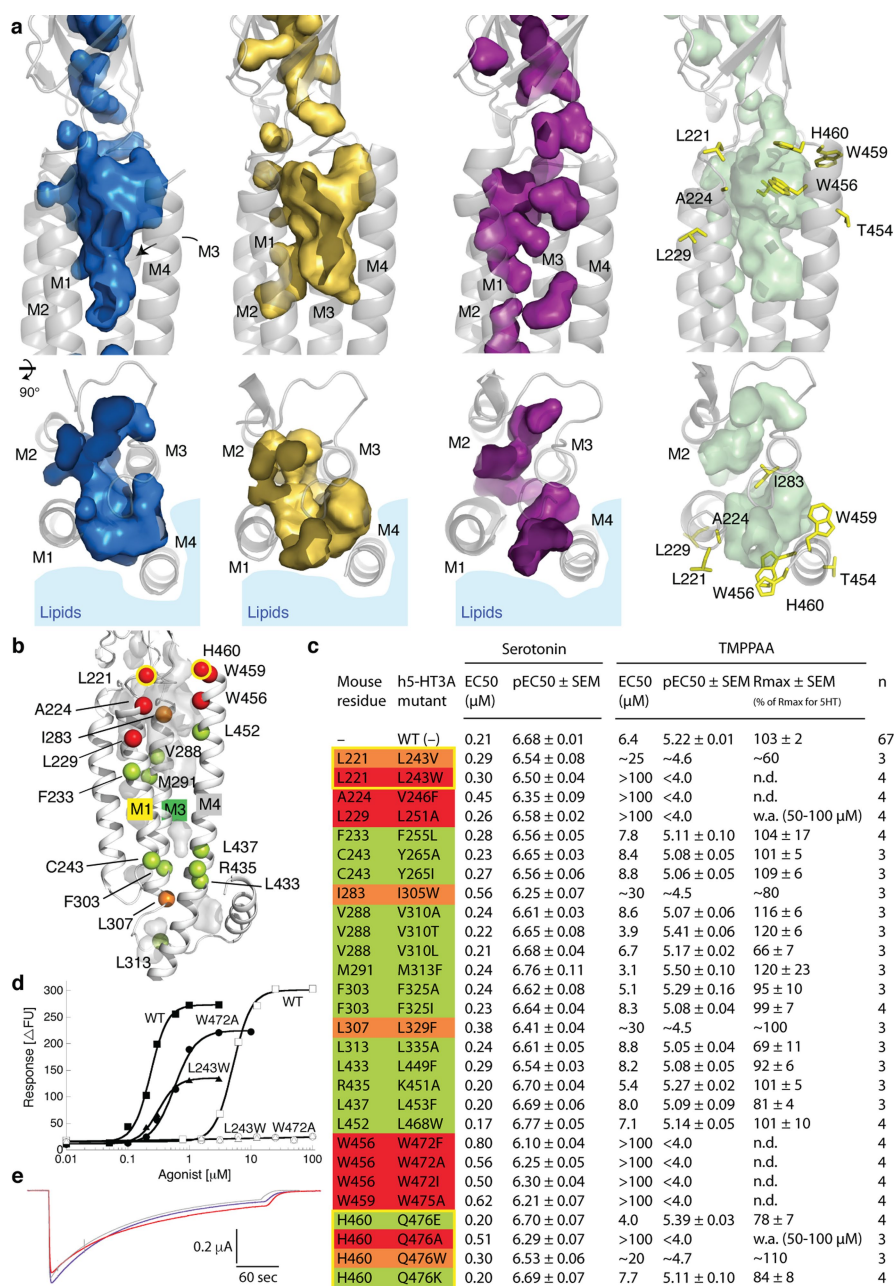 a
L221
H460
W459
A224
W456
T454
L229
M1
M2
M4
M3
M1
M2
M3
M4
M1
M2
M3
M4
90°
M2
M3
M1
M4
Lipids
M2
M3
M1
M4
Lipids
M2
M3
M1
M4
Lipids
M2
I283
W459
A224
L229
L221
T454
W456
H460
b
H460
L221
W459
A224
W456
I283
L452
L229
V288
F233
M291
M1
M3
M4
C243
L437
R435
F303
L433
L307
L313
c
Serotonin TMPPAA
Mouse residue h5-HT3A mutant EC50 (μM) pEC50 ± SEM EC50 (μM) pEC50 ± SEM Rmax ± SEM (% of Rmax for 5HT) n
– WT (–) 0.21 6.68 ± 0.01 6.4 5.22 ± 0.01 103 ± 2 67
L221 L243V 0.29 6.54 ± 0.08 ~25 ~4.6 ~60 3
L221 L243W 0.30 6.50 ± 0.04 >100 <4.0 n.d. 4
A224 V246F 0.45 6.35 ± 0.09 >100 <4.0 n.d. 4
L229 L251A 0.26 6.58 ± 0.02 >100 <4.0 w.a. (50-100 μM) 4
F233 F255L 0.28 6.56 ± 0.05 7.8 5.11 ± 0.10 104 ± 17 4
C243 Y265A 0.23 6.65 ± 0.03 8.4 5.08 ± 0.05 101 ± 5 3
C243 Y265I 0.27 6.56 ± 0.06 8.8 5.06 ± 0.05 109 ± 6 3
I283 I305W 0.56 6.25 ± 0.07 ~30 ~4.5 ~80 3
V288 V310A 0.24 6.61 ± 0.03 8.6 5.07 ± 0.06 116 ± 6 3
V288 V310T 0.22 6.65 ± 0.08 3.9 5.41 ± 0.06 120 ± 6 3
V288 V310L 0.21 6.68 ± 0.04 6.7 5.17 ± 0.02 66 ± 7 3
M291 M313F 0.24 6.76 ± 0.11 3.1 5.50 ± 0.10 120 ± 23 3
F303 F325A 0.24 6.62 ± 0.08 5.1 5.29 ± 0.16 95 ± 10 3
F303 F325I 0.23 6.64 ± 0.04 8.3 5.08 ± 0.04 99 ± 7 4
L307 L329F 0.38 6.41 ± 0.04 ~30 ~4.5 ~100 3
L313 L335A 0.24 6.61 ± 0.05 8.8 5.05 ± 0.04 69 ± 11 3
L433 L449F 0.29 6.54 ± 0.03 8.2 5.08 ± 0.05 92 ± 6 3
R435 K451A 0.20 6.70 ± 0.04 5.4 5.27 ± 0.02 101 ± 5 3
L437 L453F 0.20 6.69 ± 0.06 8.0 5.09 ± 0.09 81 ± 4 3
L452 L468W 0.17 6.77 ± 0.05 7.1 5.14 ± 0.05 101 ± 10 4
W456 W472F 0.80 6.10 ± 0.04 >100 <4.0 n.d. 4
W456 W472A 0.56 6.25 ± 0.05 >100 <4.0 n.d. 4
W456 W472I 0.50 6.30 ± 0.04 >100 <4.0 n.d. 4
W459 W475A 0.62 6.21 ± 0.07 >100 <4.0 n.d. 4
H460 Q476E 0.20 6.70 ± 0.07 4.0 5.39 ± 0.03 78 ± 7 4
H460 Q476A 0.51 6.29 ± 0.07 >100 <4.0 w.a. (50-100 μM) 3
H460 Q476W 0.30 6.53 ± 0.06 ~20 ~4.7 ~110 3
H460 Q476K 0.20 6.69 ± 0.07 7.7 5.11 ± 0.10 84 ± 8 4
d
Response [△FU]
300
250
200
150
100
50
0
WT
W472A
WT
L243W
L243W
W472A
0.01 0.1 1 10 100
Agonist [μM]
e
0.2 μA
60 sec